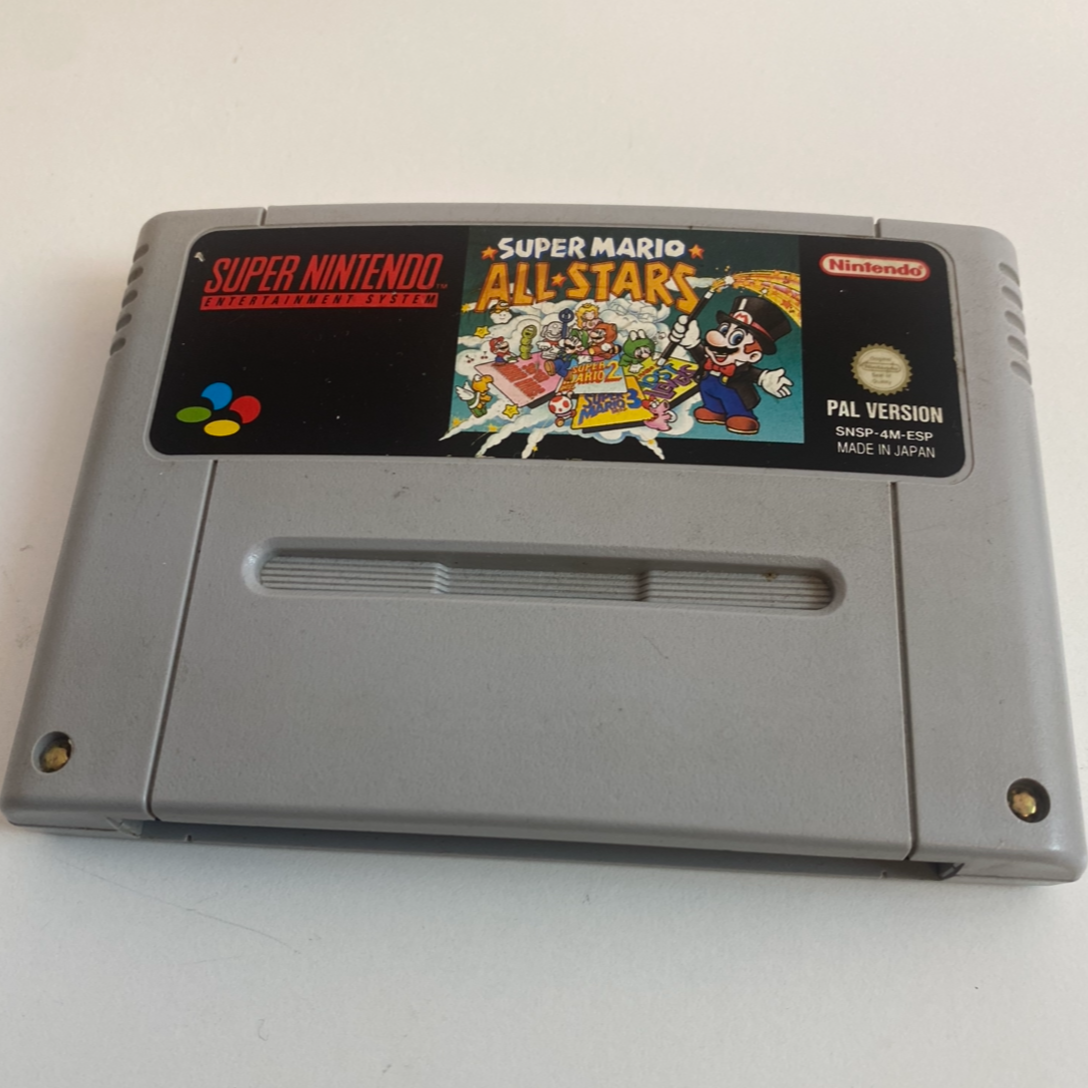 SUPER NINTENDO
ENTERTAINMENT SYSTEM
TM
SUPER MARIO
ALL★STARS
SUPER
MARIO 2
SUPER
MARIO 3
Nintendo®
PAL VERSION
SNSP-4M-ESP
MADE IN JAPAN